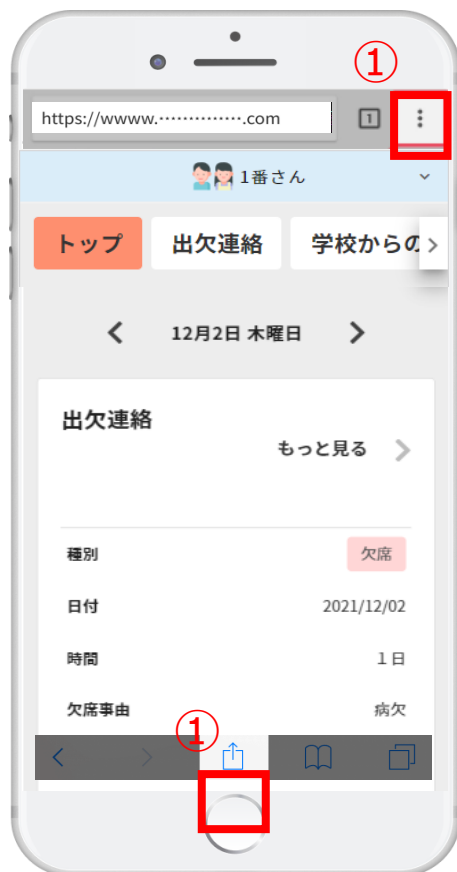 ①
https://wwww.··············.com
1
1番さん
トップ 出欠連絡 学校からの
12月2日 木曜日
出欠連絡
もっと見る
種別 欠席
日付 2021/12/02
時間 1日
欠席事由 病欠
①